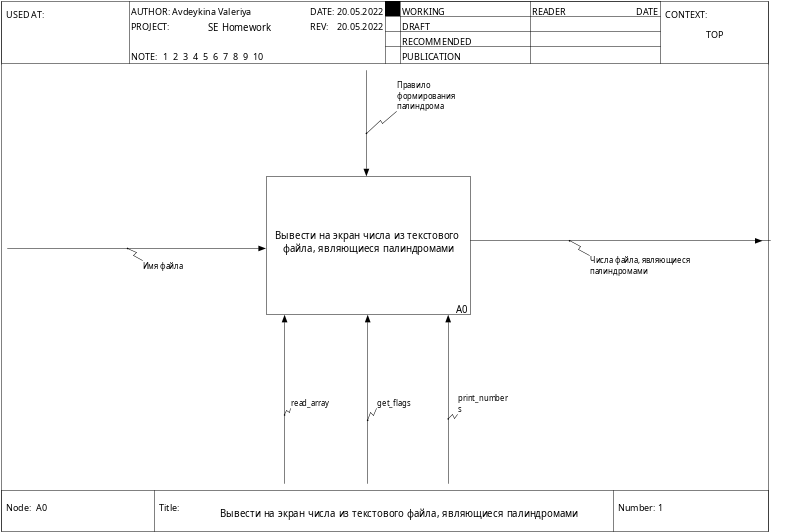 USED AT:
AUTHOR: Avdeykina Valeriya
DATE: 20.05.2022
PROJECT: SE Homework
REV: 20.05.2022
NOTE: 1 2 3 4 5 6 7 8 9 10
WORKING
DRAFT
RECOMMENDED
PUBLICATION
READER
DATE
CONTEXT:
TOP
Правило
формирования
палиндрома
Вывести на экран числа из текстового
файла, являющиеся палиндромами
A0
Имя файла
Числа файла, являющиеся
палиндромами
read_array
get_flags
print_number
s
Node: A0
Title:
Вывести на экран числа из текстового файла, являющиеся палиндромами
Number: 1